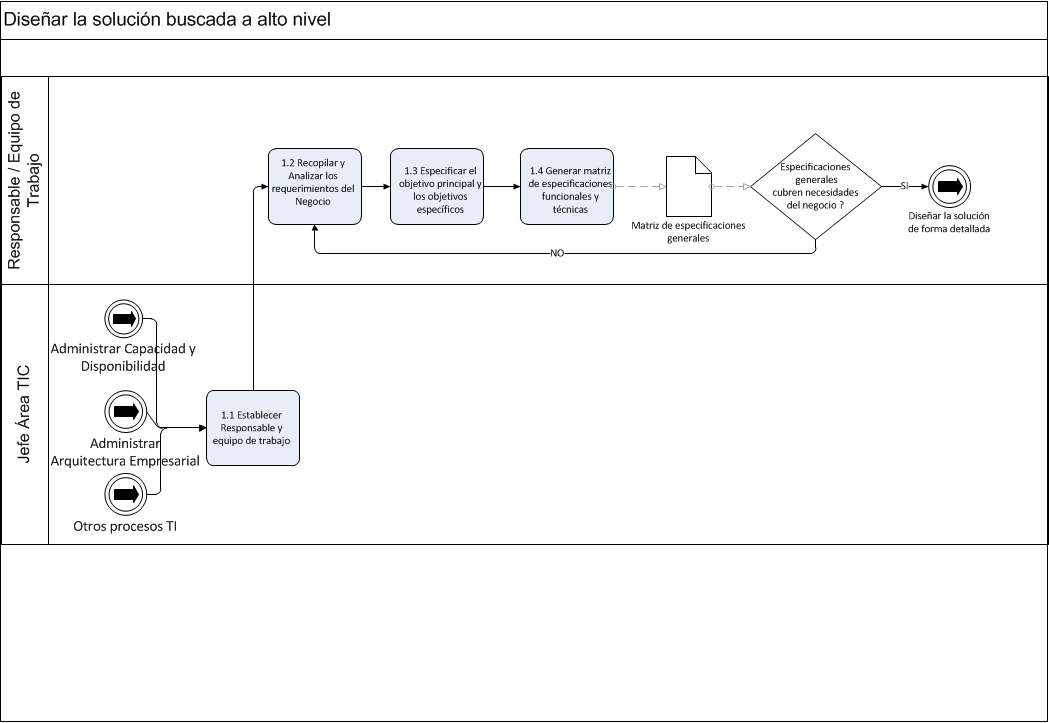 Diseñar la solución buscada a alto nivel
Responsable / Equipo de
Trabajo
1.2 Recopilar y
Analizar los
requerimientos del
Negocio
1.3 Especificar el
objetivo principal y
los objetivos
específicos
1.4 Generar matriz
de especificaciones
funcionales y
técnicas
Matriz de especificaciones
generales
Especificaciones
generales
cubren necesidades
del negocio ?
SI
Diseñar la solución
de forma detallada
NO
Jefe Área TIC
Administrar Capacidad y
Disponibilidad
Administrar
Arquitectura Empresarial
Otros procesos TI
1.1 Establecer
Responsable y
equipo de trabajo